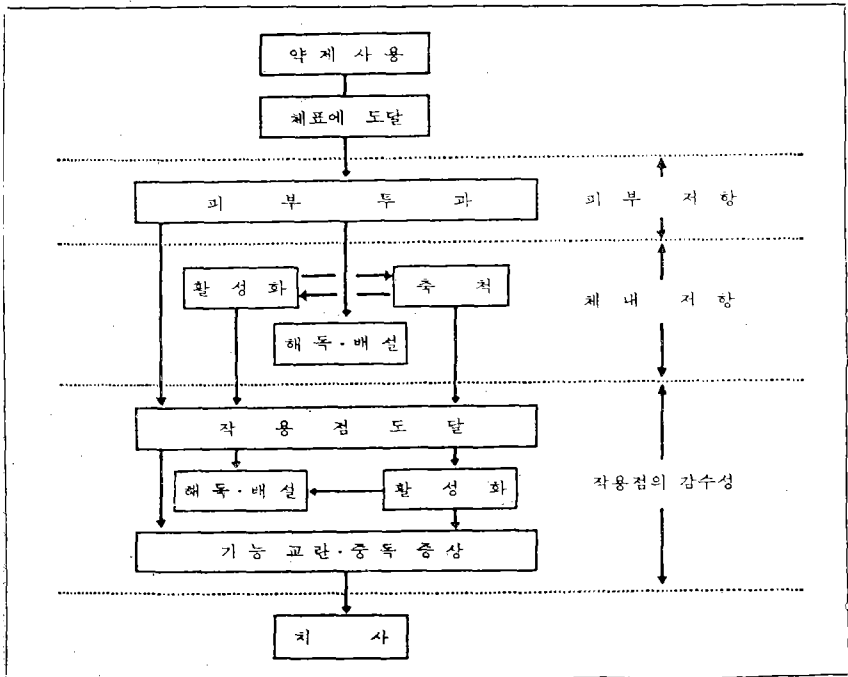 약 제 사 용
체표에 도달
피 부 투 과
피 부 저 항
활 성 화
축 척
체 내 저 항
해 독 · 배 설
작 용 점 도 달
해 독 · 배 설
활 성 화
작용점의 감수성
기 능 교 란 · 중 독 증 상
치 사